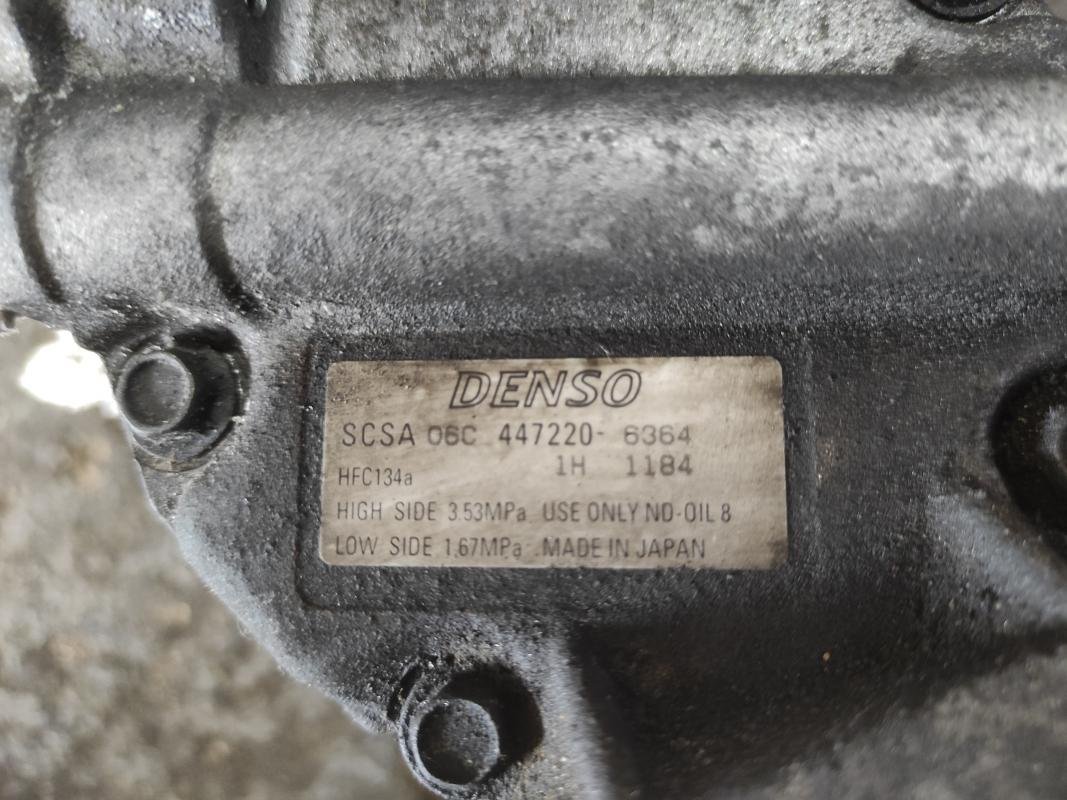 DENSO
SCSA 06C 447220- 6364
HFC134a 1H 1184
HIGH SIDE 3.53MPa USE ONLY ND-OIL 8
LOW SIDE 1.67MPa MADE IN JAPAN